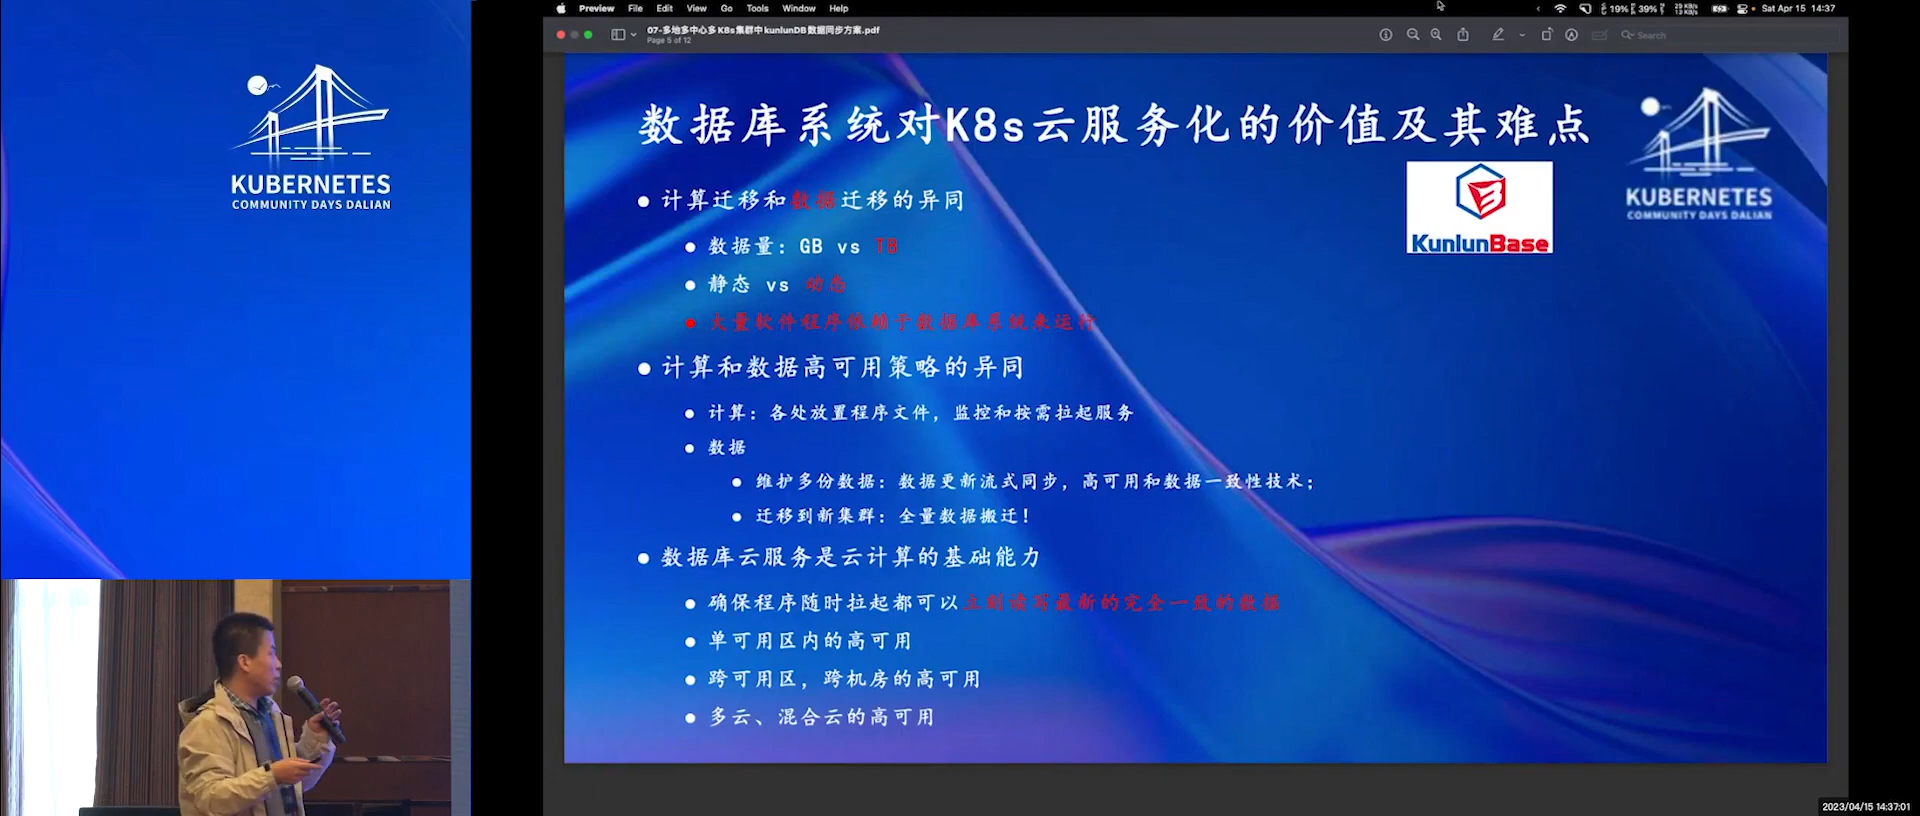 KUBERNETES
COMMUNITY DAYS DALIAN
Preview File Edit View Go Tools Window Help
19% 39% Sat Apr 15 14:37
07-多地多中心多K8s集群中kunlunDB数据同步方案.pdf
Page 5 of 12
Search
数据库系统对K8s云服务化的价值及其难点
KunlunBase
KUBERNETES
COMMUNITY DAYS DALIAN
计算迁移和数据迁移的异同
数据量：GB vs TB
静态 vs 动态
大量软件程序依赖于数据库系统来运行
计算和数据高可用策略的异同
计算：各处放置程序文件，监控和按需拉起服务
数据
维护多份数据：数据更新流式同步，高可用和数据一致性技术；
迁移到新集群：全量数据搬迁！
数据库云服务是云计算的基础能力
确保程序随时拉起都可以立刻读写最新的完全一致的数据
单可用区内的高可用
跨可用区，跨机房的高可用
多云、混合云的高可用
2023/04/15 14:37:01